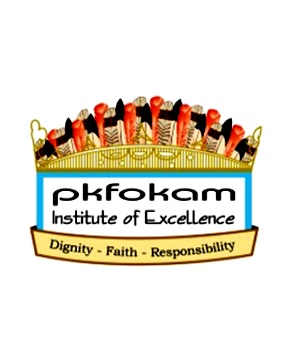 pkfokam
Institute of Excellence
Dignity - Faith - Responsibility